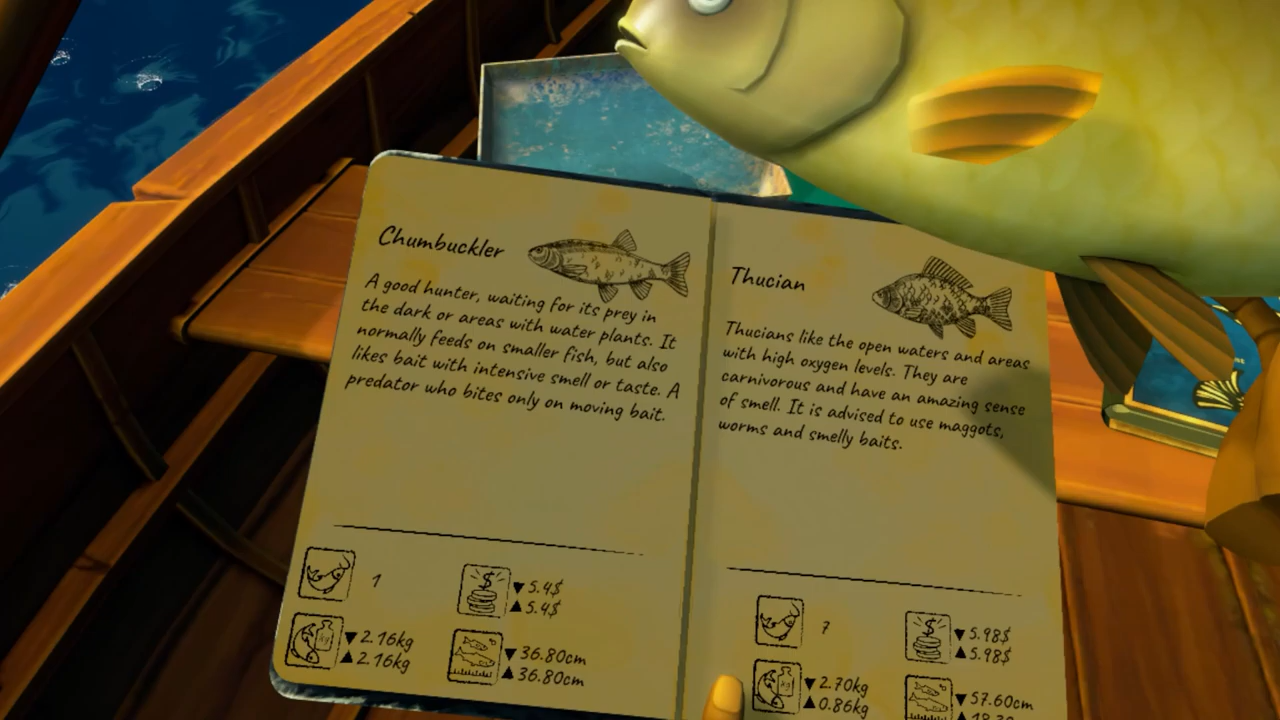 Chumbuckler
A good hunter, waiting for its prey in
the dark or areas with water plants. It
normally feeds on smaller fish, but also
likes bait with intensive smell or taste. A
predator who bites only on moving bait.
1
▼5.4$
▲5.4$
▼2.16kg
▲2.16kg
▼36.80cm
▲36.80cm
Thucian
Thucians like the open waters and areas
with high oxygen levels. They are
carnivorous and have an amazing sense
of smell. It is advised to use maggots,
worms and smelly baits.
7
▼5.98$
▲5.98$
▼2.70kg
▲0.86kg
▼57.60cm